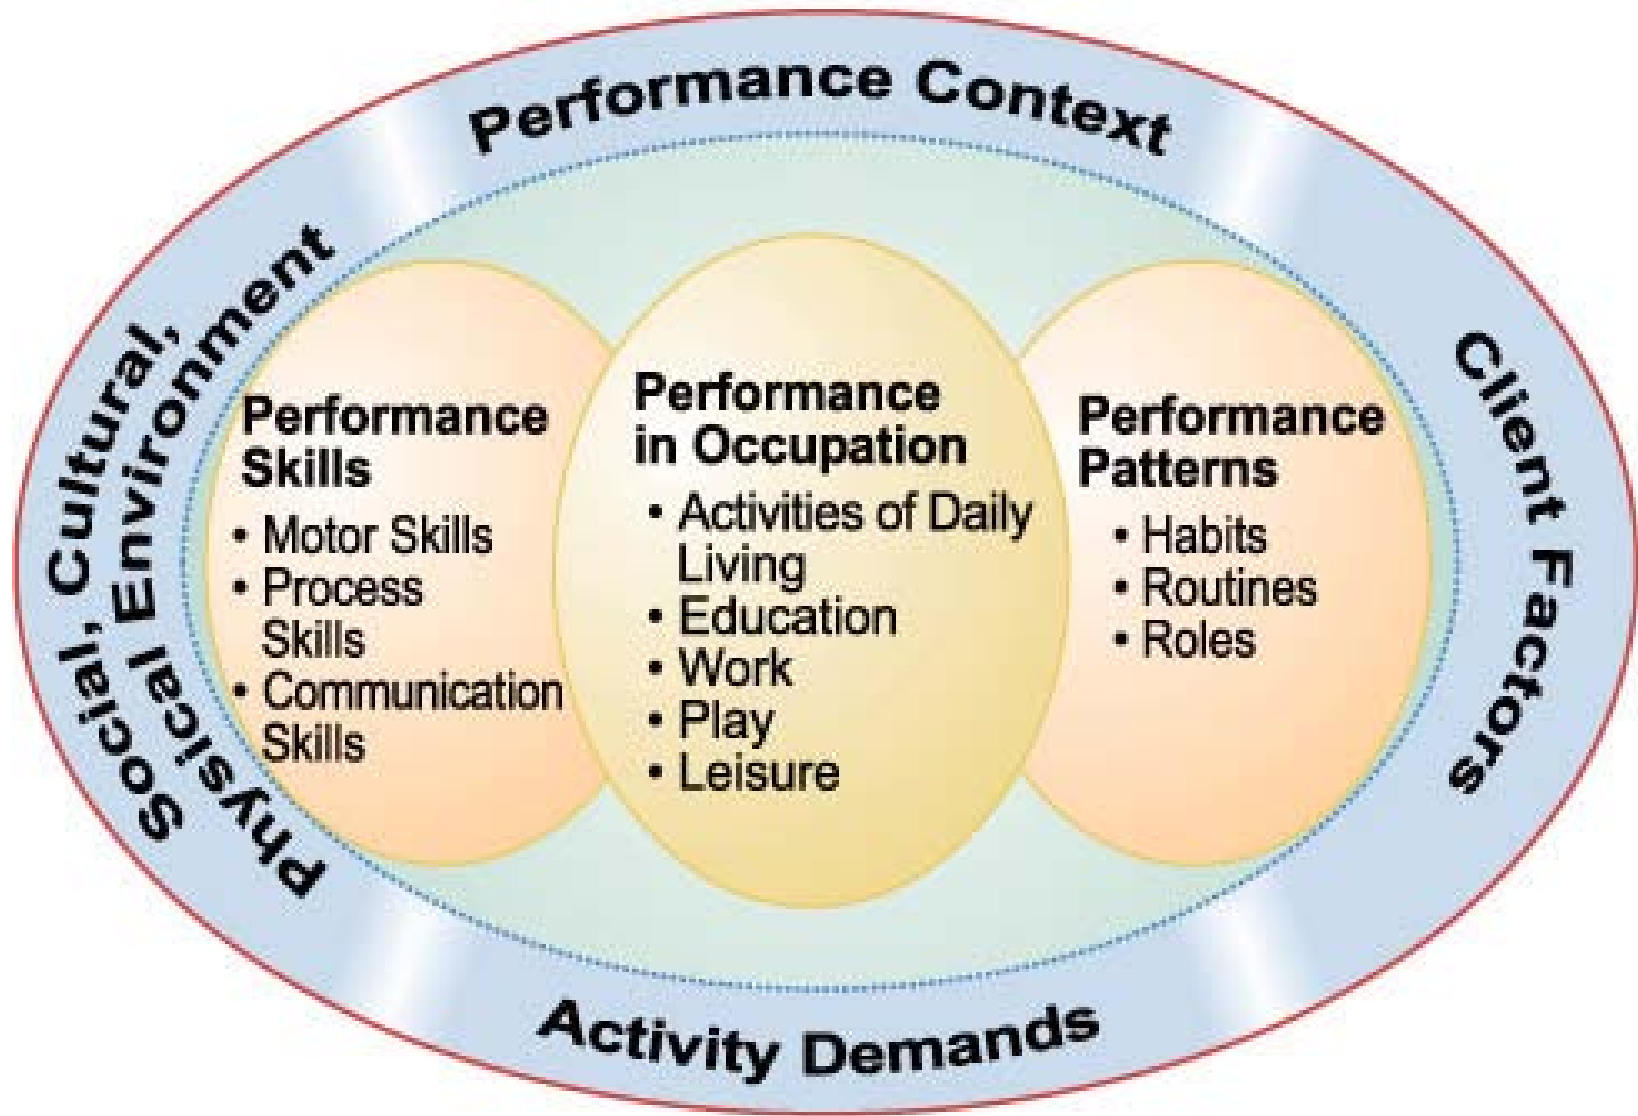 Performance Context
Social, Cultural,
Physical Environment
Performance
Skills
• Motor Skills
• Process
Skills
• Communication
Skills
Performance
in Occupation
• Activities of Daily
Living
• Education
• Work
• Play
• Leisure
Performance
Patterns
• Habits
• Routines
• Roles
Client Factors
Activity Demands